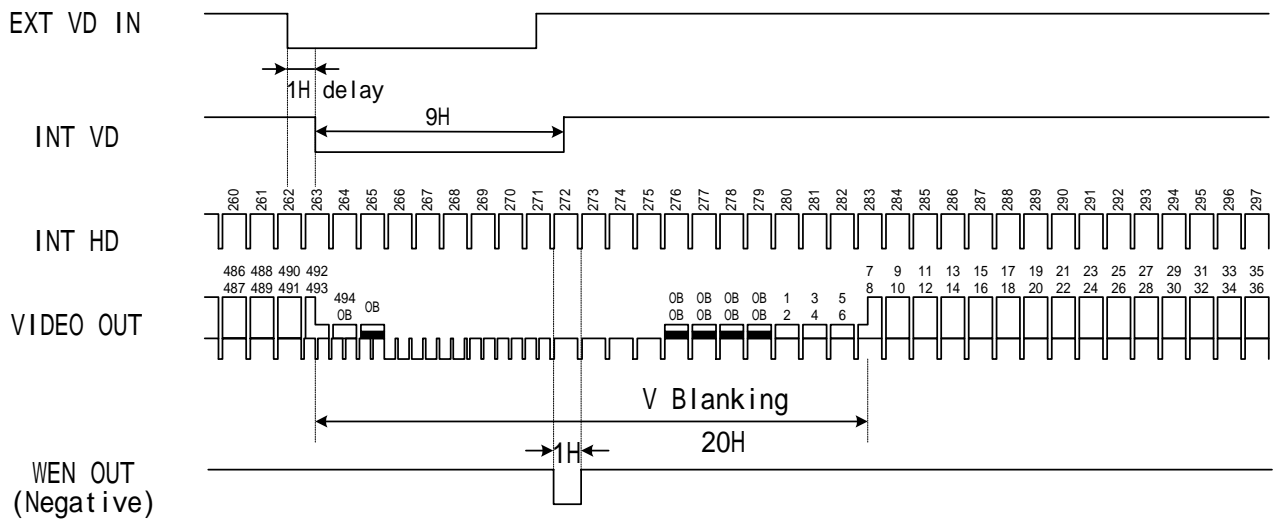 EXT VD IN
1H delay
9H
INT VD
260 261 262 263 264 265 266 267 268 269 270 271 272 273 274 275 276 277 278 279 280 281 282 283 284 285 286 287 288 289 290 291 292 293 294 295 296 297
INT HD
486 488 490 492 7 9 11 13 15 17 19 21 23 25 27 29 31 33 35
487 489 491 493 8 10 12 14 16 18 20 22 24 26 28 30 32 34 36
494 OB OB OB OB OB 1 3 5
OB OB OB OB OB 2 4 6
VIDEO OUT
V Blanking
1H 20H
WEN OUT
(Negative)